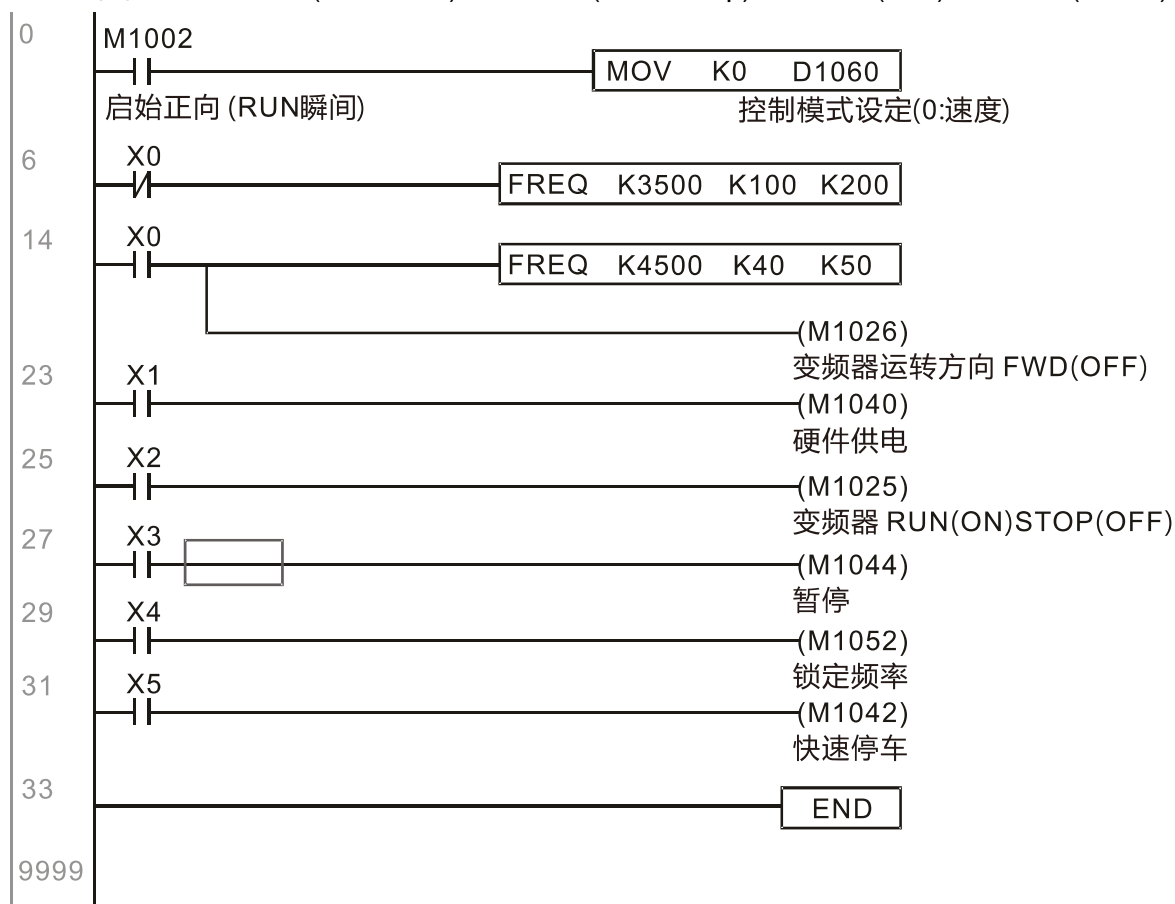 0
M1002
MOV K0 D1060
启始正向 (RUN瞬间)
控制模式设定(0:速度)
6
X0
FREQ K3500 K100 K200
14
X0
FREQ K4500 K40 K50
(M1026)
变频器运转方向 FWD(OFF)
23
X1
(M1040)
硬件供电
25
X2
(M1025)
变频器 RUN(ON)STOP(OFF)
27
X3
(M1044)
暂停
29
X4
(M1052)
锁定频率
31
X5
(M1042)
快速停车
33
END
9999